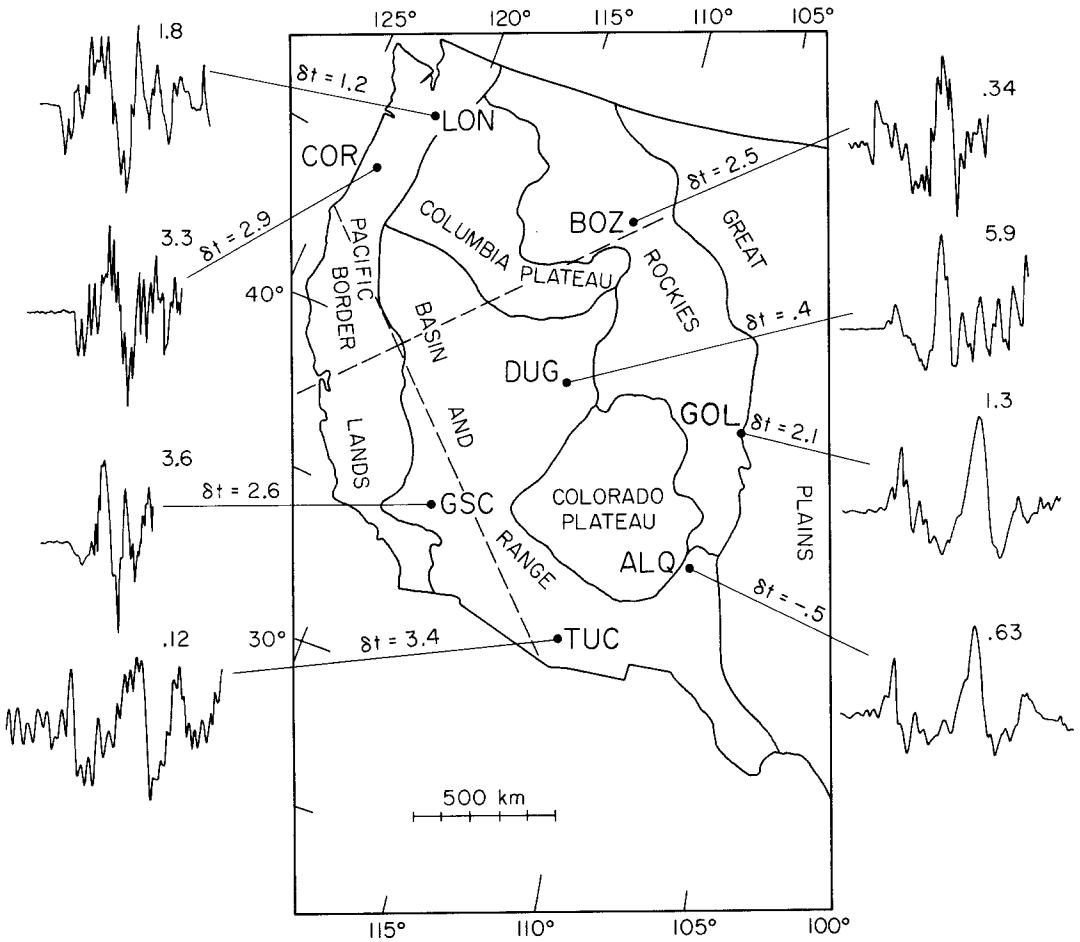 125°
120°
115°
110°
105°
1.8
δt = 1.2
LON
COR
.34
δt = 2.5
BOZ
3.3
δt = 2.9
COLUMBIA
PLATEAU
PACIFIC
BORDER
LANDS
ROCKIES
GREAT
PLAINS
5.9
δt = .4
40°
BASIN
AND
RANGE
DUG
GOL
δt = 2.1
1.3
3.6
δt = 2.6
GSC
COLORADO
PLATEAU
ALQ
δt = -.5
.63
.12
30°
δt = 3.4
TUC
500 km
115°
110°
105°
100°